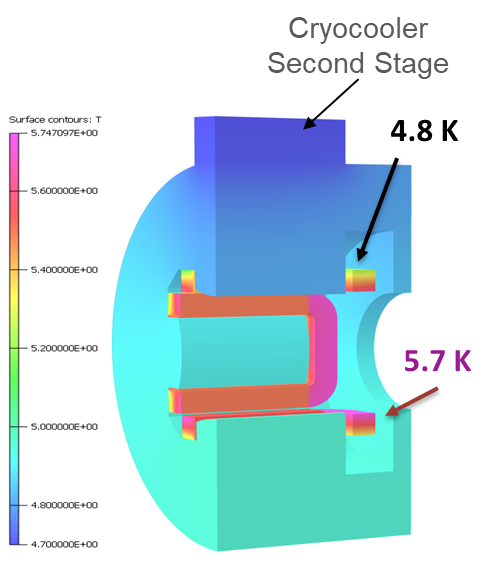 Cryocooler
Second Stage
Surface contours: T
5.747097E+00
5.600000E+00
5.400000E+00
5.200000E+00
5.000000E+00
4.800000E+00
4.700000E+00
4.8 K
5.7 K